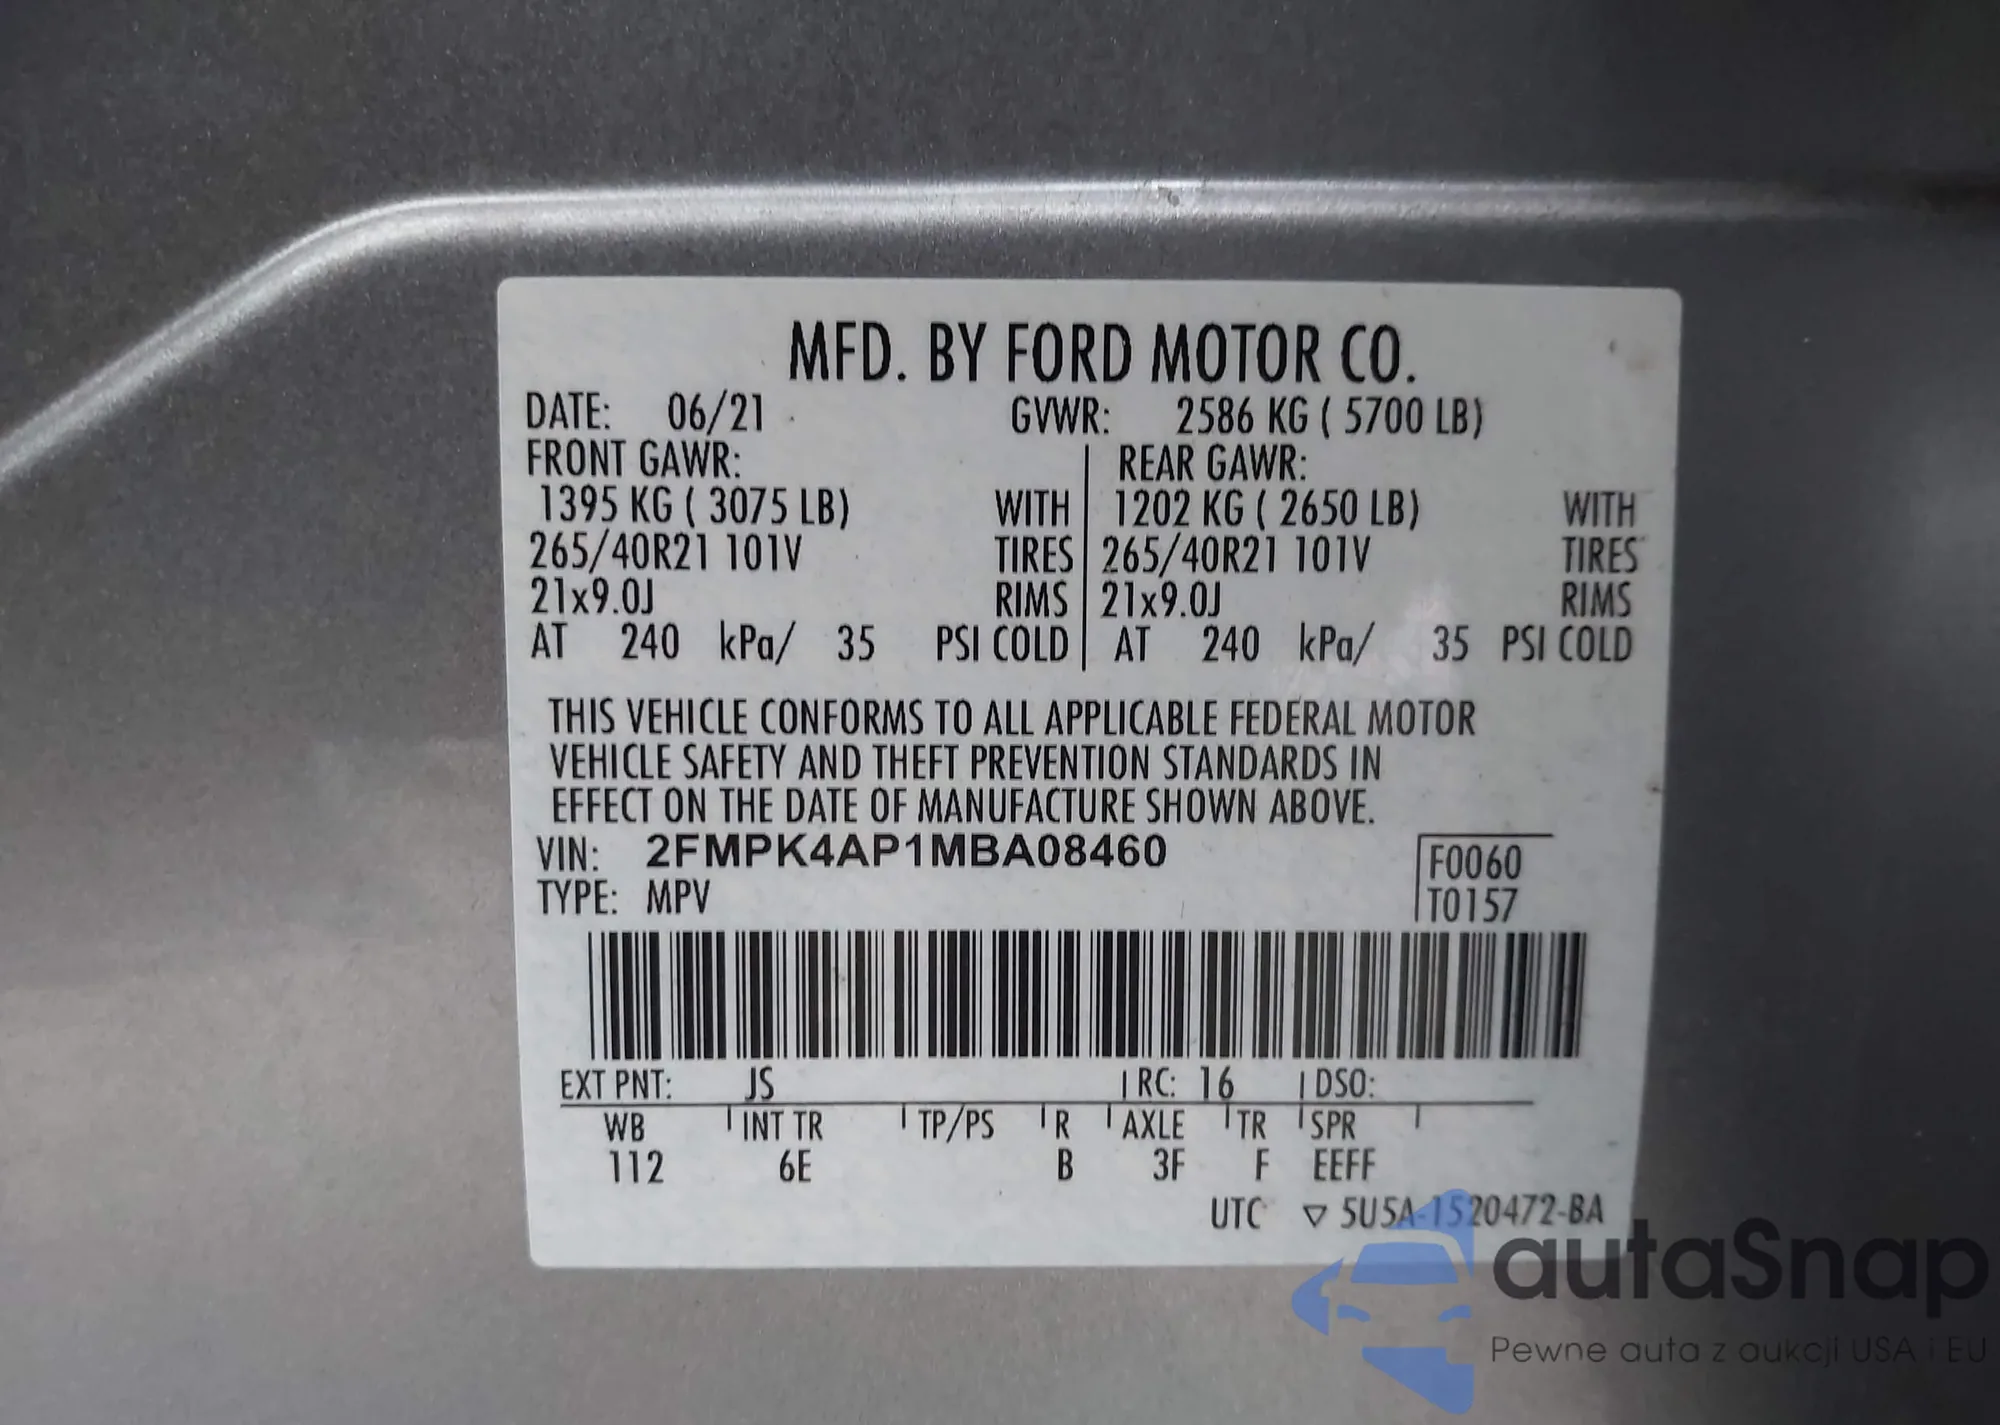 MFD. BY FORD MOTOR CO.
DATE: 06/21 GVWR: 2586 KG ( 5700 LB)
FRONT GAWR: REAR GAWR:
1395 KG ( 3075 LB) WITH 1202 KG ( 2650 LB) WITH
265/40R21 101V TIRES 265/40R21 101V TIRES
21x9.0J RIMS 21x9.0J RIMS
AT 240 kPa/ 35 PSI COLD AT 240 kPa/ 35 PSI COLD
THIS VEHICLE CONFORMS TO ALL APPLICABLE FEDERAL MOTOR
VEHICLE SAFETY AND THEFT PREVENTION STANDARDS IN
EFFECT ON THE DATE OF MANUFACTURE SHOWN ABOVE.
VIN: 2FMPK4AP1MBA08460 F0060
TYPE: MPV T0157
EXT PNT: JS RC: 16 DSO:
WB INT TR TP/PS R AXLE TR SPR
112 6E B 3F F EEFF
UTC ▽ 5U5A-1520472-BA
autaSnap
Pewne auta z aukcji USA i EU